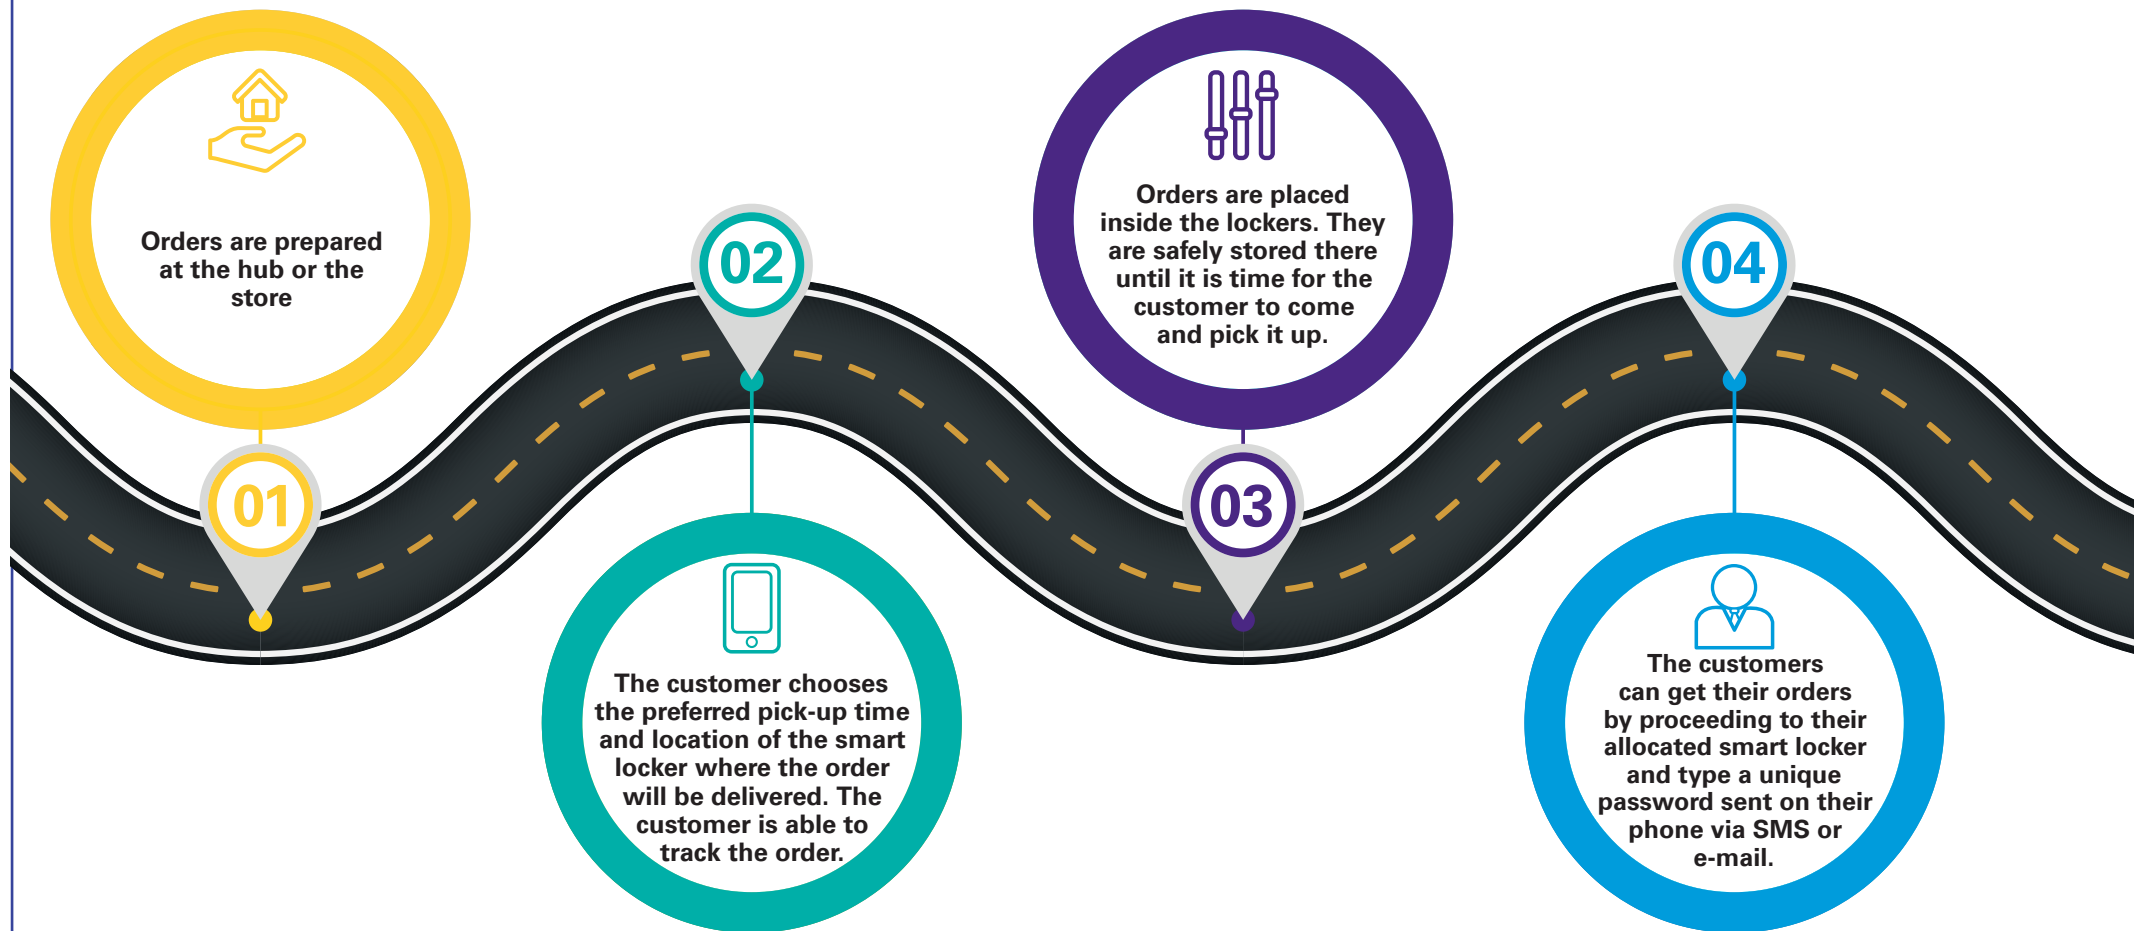 01
Orders are prepared
at the hub or the
store
02
The customer chooses
the preferred pick-up time
and location of the smart
locker where the order
will be delivered. The
customer is able to
track the order.
03
Orders are placed
inside the lockers. They
are safely stored there
until it is time for the
customer to come
and pick it up.
04
The customers
can get their orders
by proceeding to their
allocated smart locker
and type a unique
password sent on their
phone via SMS or
e-mail.